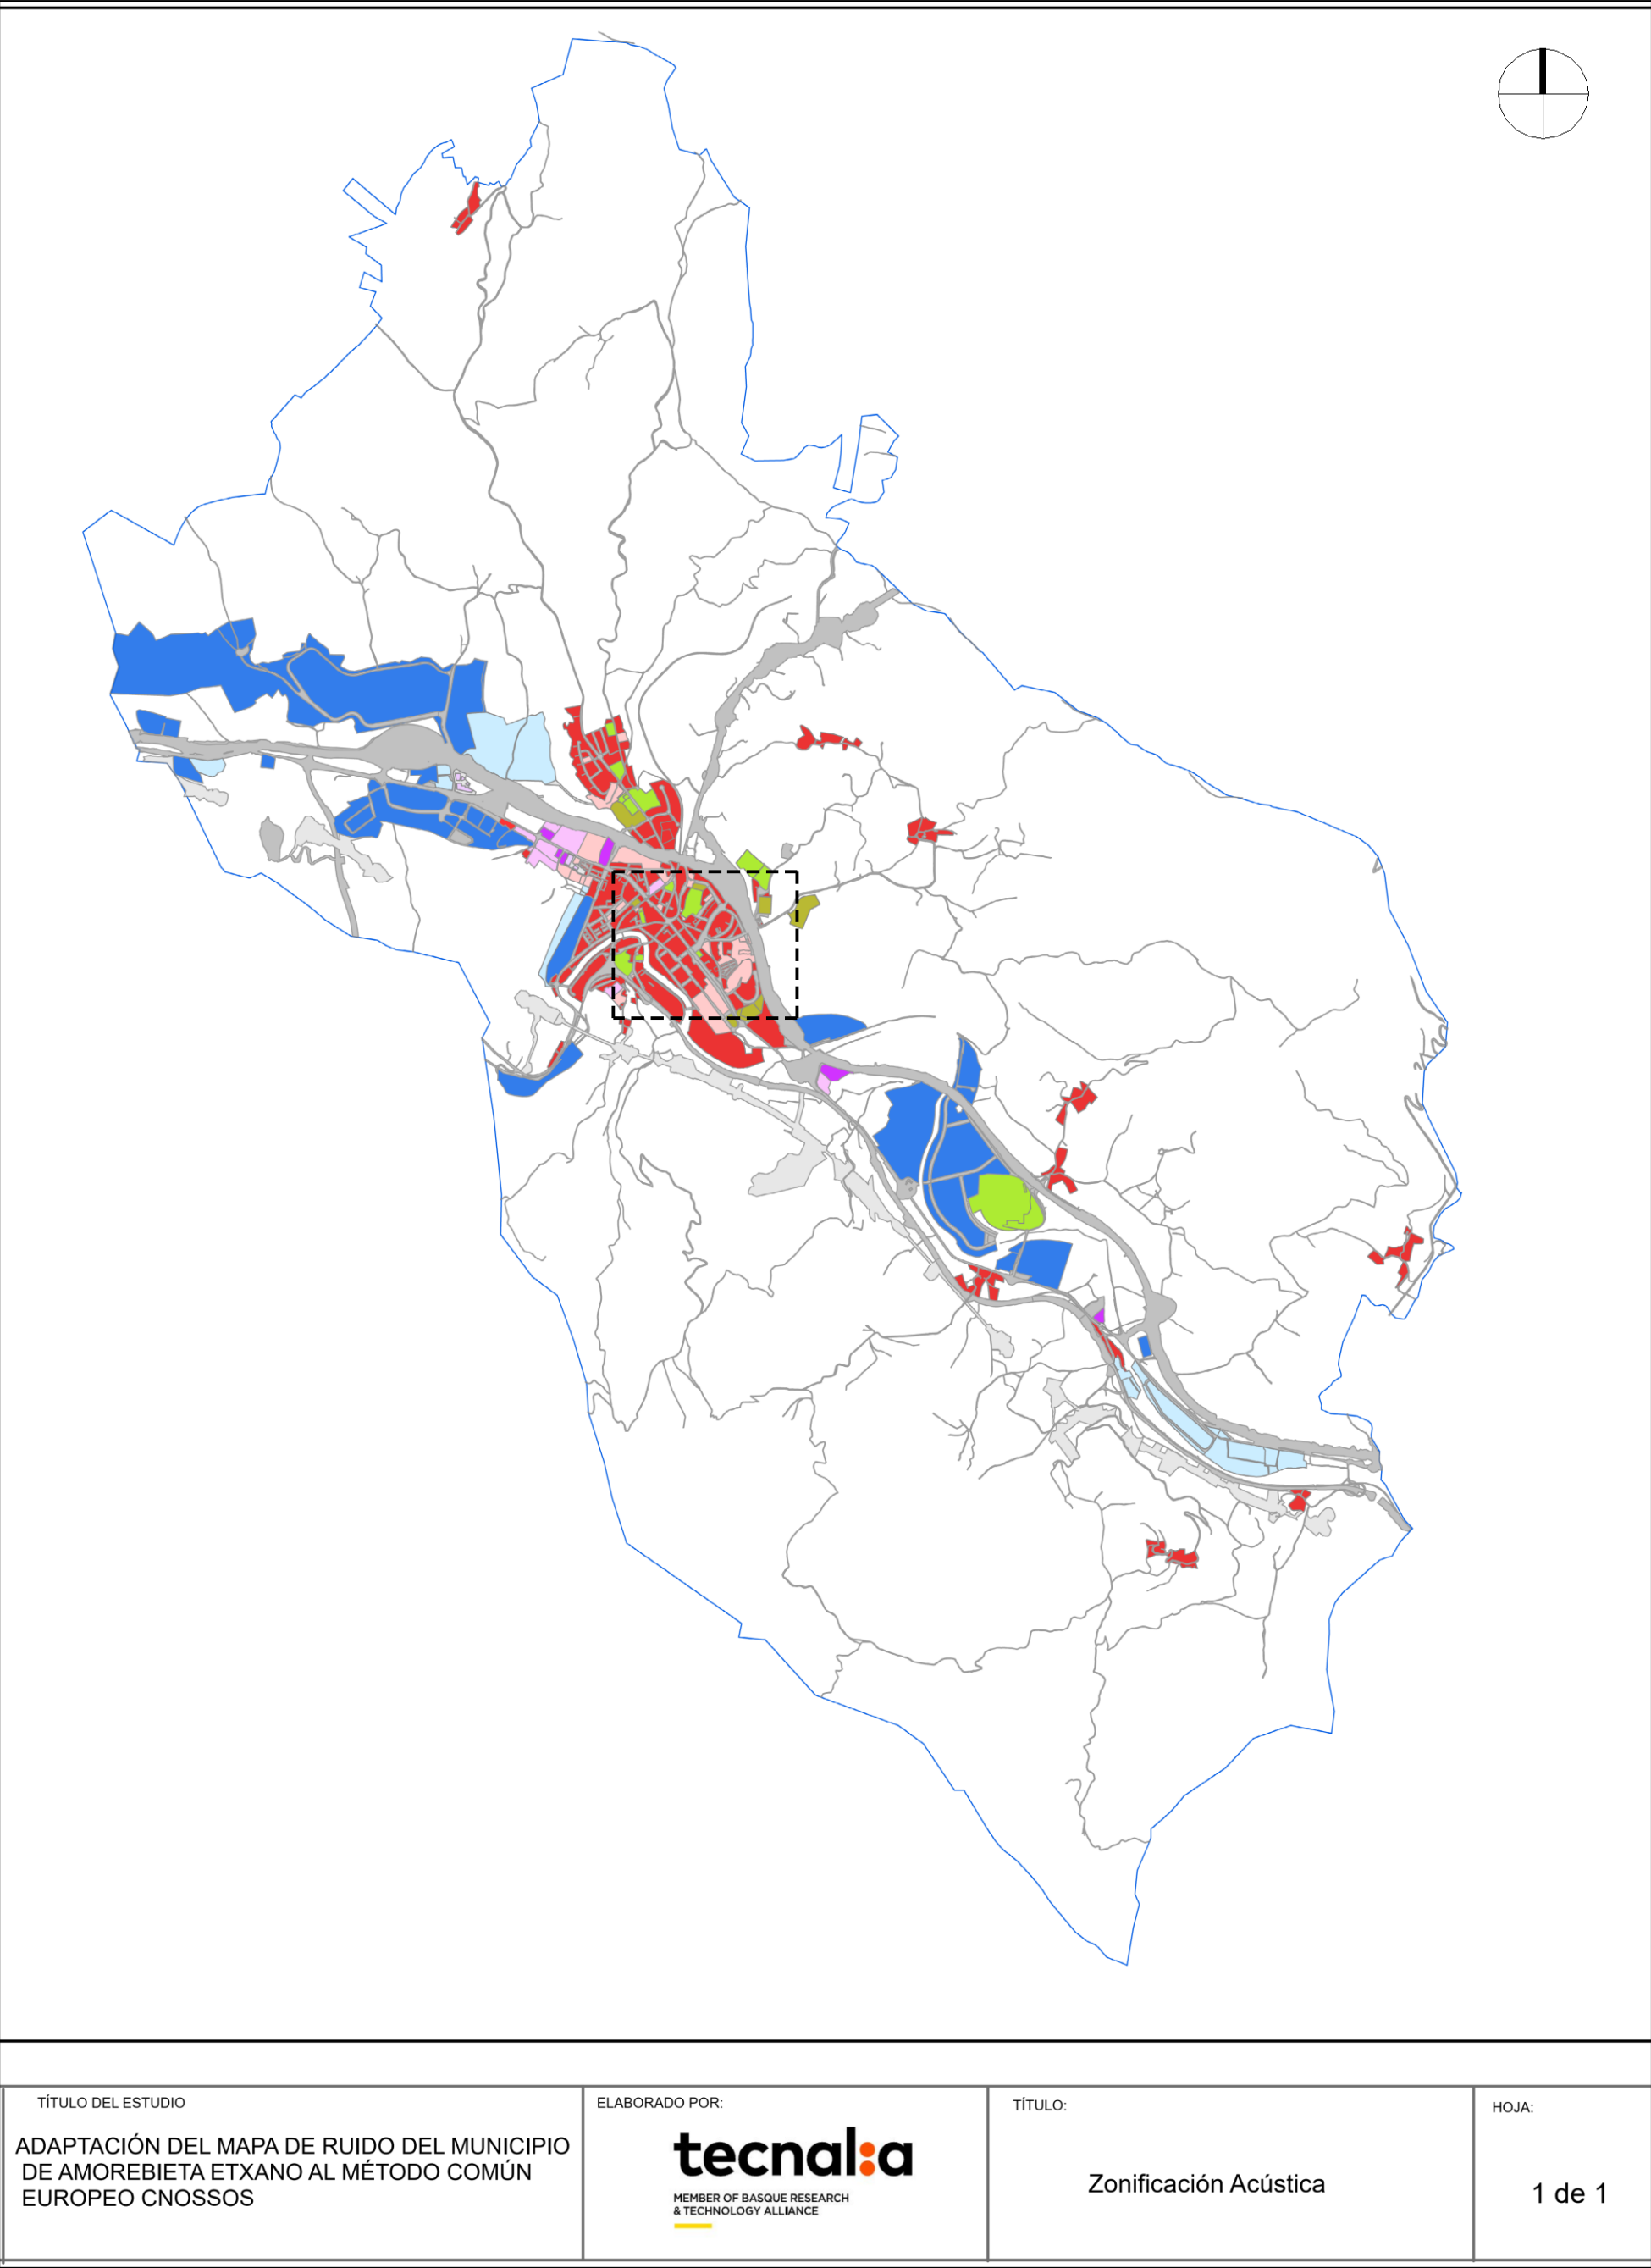 TÍTULO DEL ESTUDIO
ADAPTACIÓN DEL MAPA DE RUIDO DEL MUNICIPIO
DE AMOREBIETA ETXANO AL MÉTODO COMÚN
EUROPEO CNOSSOS
ELABORADO POR:
tecnal:a
MEMBER OF BASQUE RESEARCH
& TECHNOLOGY ALLIANCE
TÍTULO:
Zonificación Acústica
HOJA:
1 de 1